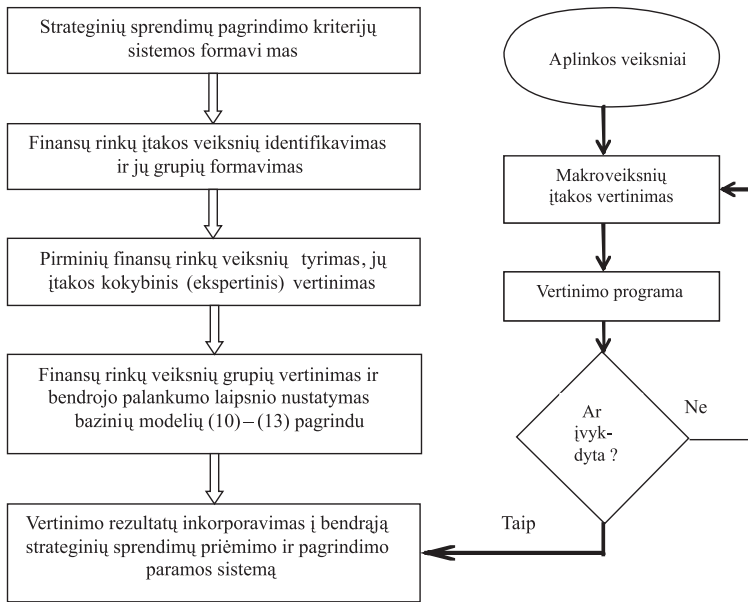 Strateginių sprendimų pagrindimo kriterijų
sistemos formavi mas
Finansų rinkų įtakos veiksnių identifikavimas
ir jų grupių formavimas
Pirminių finansų rinkų veiksnių tyrimas, jų
įtakos kokybinis (ekspertinis) vertinimas
Finansų rinkų veiksnių grupių vertinimas ir
bendrojo palankumo laipsnio nustatymas
bazinių modelių (10)–(13) pagrindu
Vertinimo rezultatų inkorporavimas į bendrąją
strateginių sprendimų priėmimo ir pagrindimo
paramos sistemą
Aplinkos veiksniai
Makroveiksnių
įtakos vertinimas
Vertinimo programa
Ar
įvyk-
dyta ?
Ne
Taip